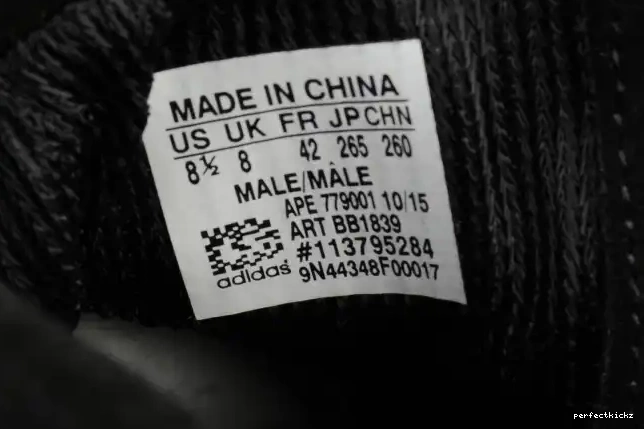 MADE IN CHINA
US UK FR JP CHN
8½ 8 42 265 260
MALE/MÂLE
APE 779001 10/15
ART BB1839
#113795284
adidas 9N44348F00017
perfectkickz